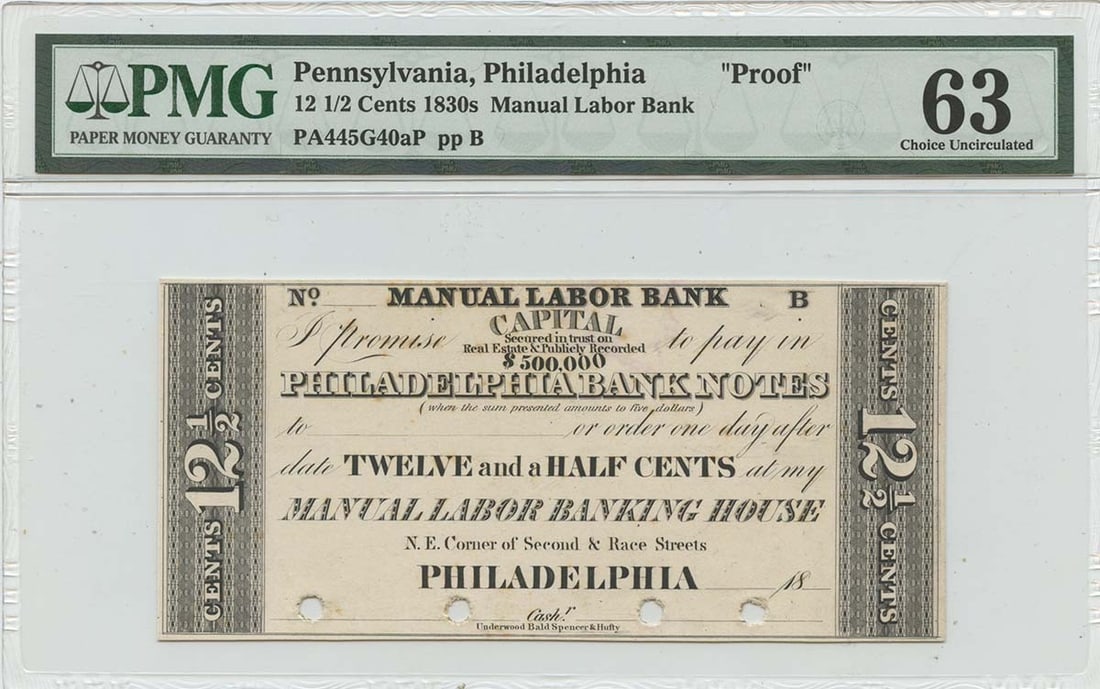 PMG
PAPER MONEY GUARANTY
Pennsylvania, Philadelphia "Proof"
12 1/2 Cents 1830s Manual Labor Bank
PA445G40aP pp B
63
Choice Uncirculated
No MANUAL LABOR BANK B
I promise CAPITAL to pay in
Secured in trust on
Real Estate & Publicly Recorded
$500,000
PHILADELPHIA BANK NOTES
(when the sum presented amounts to five dollars)
to or order one day after
date TWELVE and a HALF CENTS at my
MANUAL LABOR BANKING HOUSE
N.E. Corner of Second & Race Streets
PHILADELPHIA 18
Cashr
Underwood Bald Spencer & Hufty
CENTS 12 1/2 CENTS
CENTS 12 1/2 CENTS